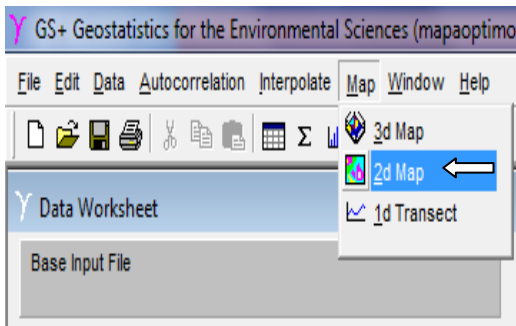 GS+ Geostatistics for the Environmental Sciences (mapaoptimo
File Edit Data Autocorrelation Interpolate Map Window Help
3d Map
2d Map
1d Transect
Data Worksheet
Base Input File